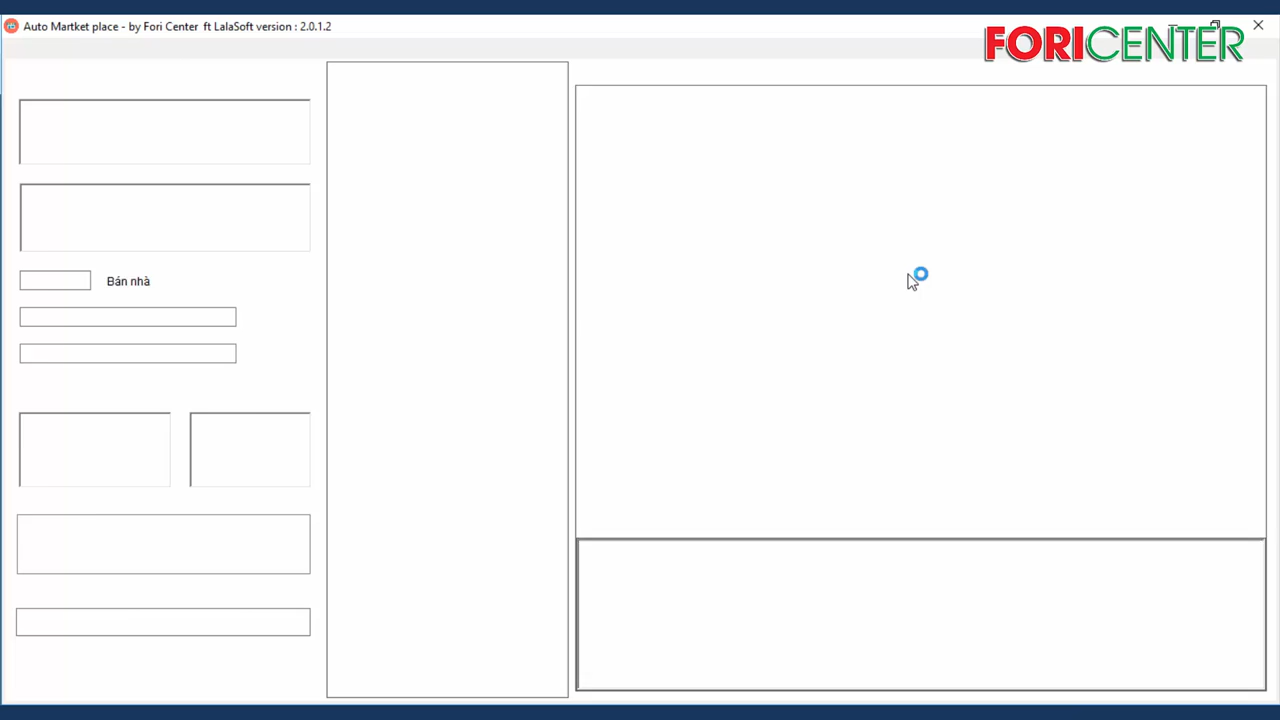 Auto Martket place - by Fori Center ft LalaSoft version : 2.0.1.2
FORICENTER
Bán nhà